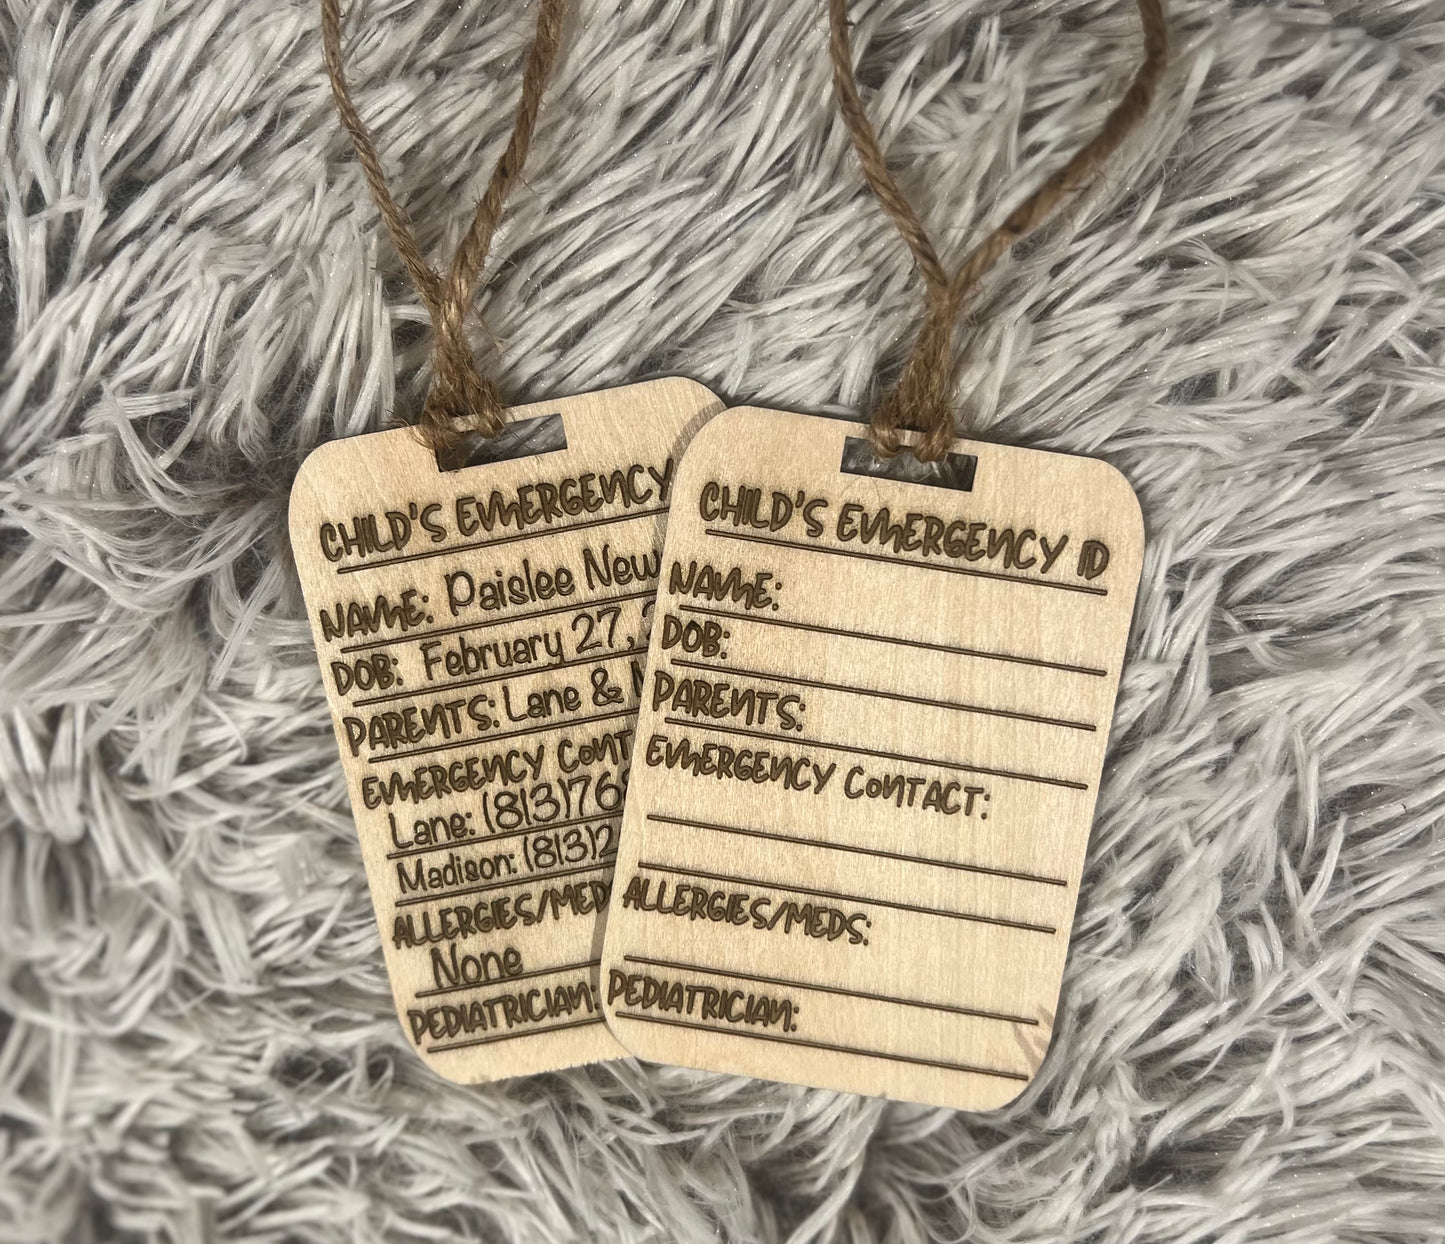 CHILD'S EMERGENCY
NAME: Paislee New
DOB: February 27,
PARENTS: Lane &
EMERGENCY CONT
Lane: (813)76
Madison: (813)2
ALLERGIES/MED
None
PEDIATRICIAN:
CHILD'S EMERGENCY ID
NAME:
DOB:
PARENTS:
EMERGENCY CONTACT:
ALLERGIES/MEDS:
PEDIATRICIAN: